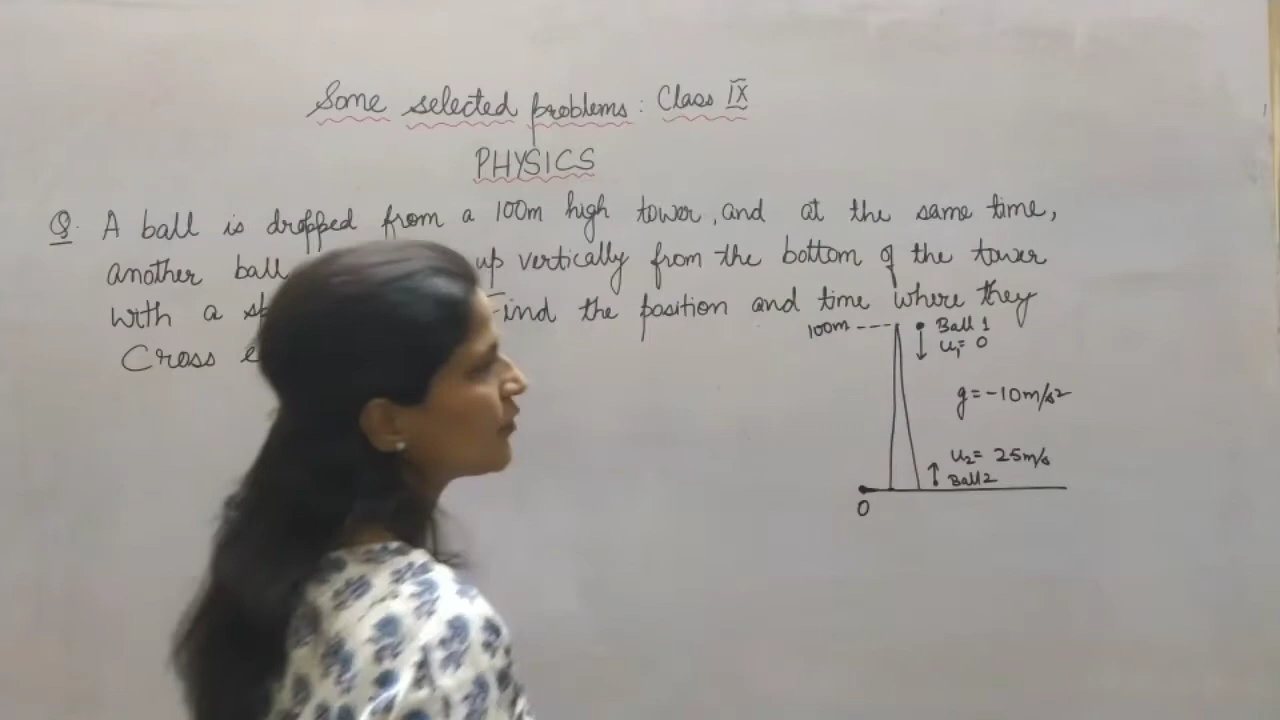 Some selected problems : Class IX
PHYSICS
Q. A ball is dropped from a 100m high tower, and at the same time,
another ball up vertically from the bottom of the tower
with a Find the position and time where they
Cross
100m
Ball 1
u₁= 0
g = -10m/s²
u₂= 25m/s
Ball 2
O